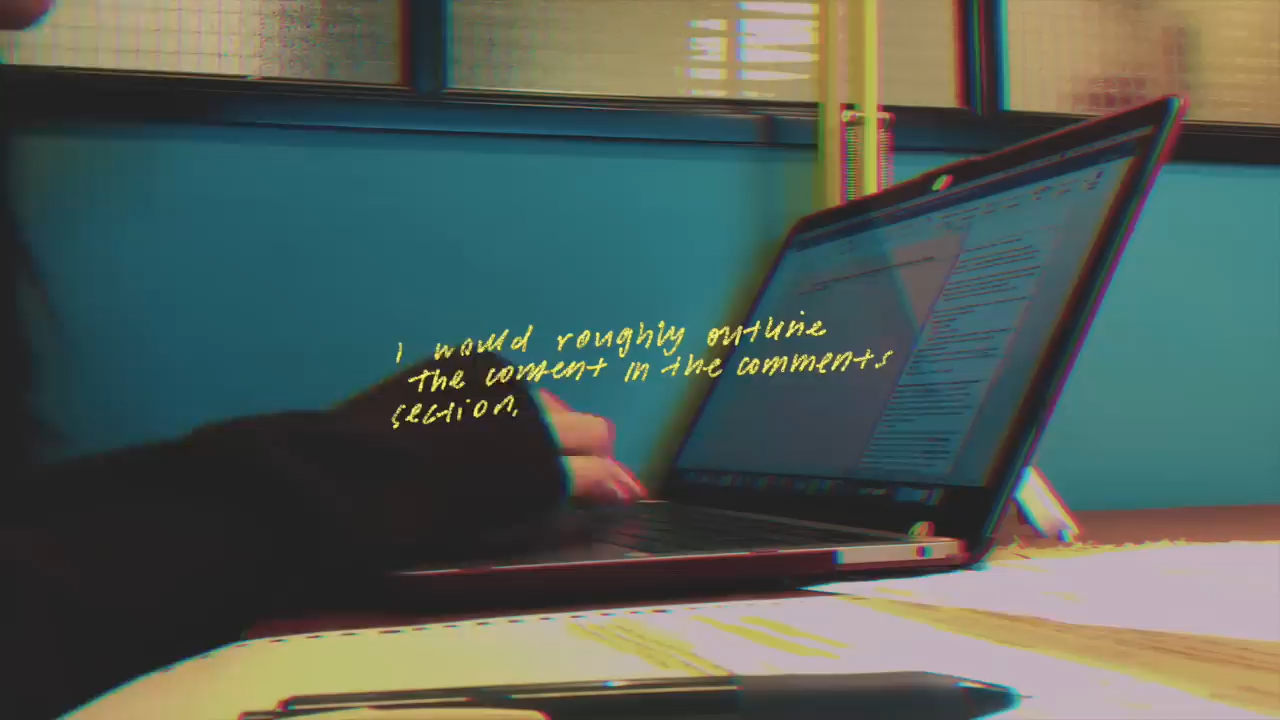 I would roughly outline
the content in the comments
section.